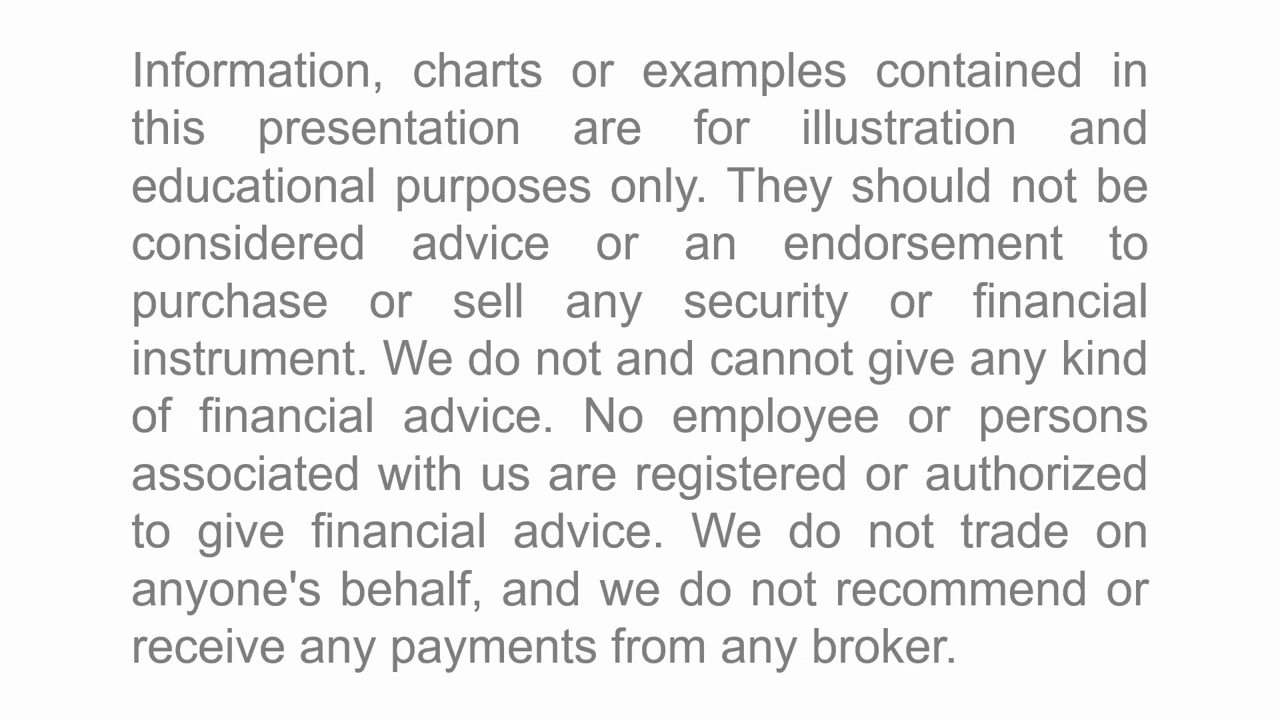 Information, charts or examples contained in
this presentation are for illustration and
educational purposes only. They should not be
considered advice or an endorsement to
purchase or sell any security or financial
instrument. We do not and cannot give any kind
of financial advice. No employee or persons
associated with us are registered or authorized
to give financial advice. We do not trade on
anyone's behalf, and we do not recommend or
receive any payments from any broker.